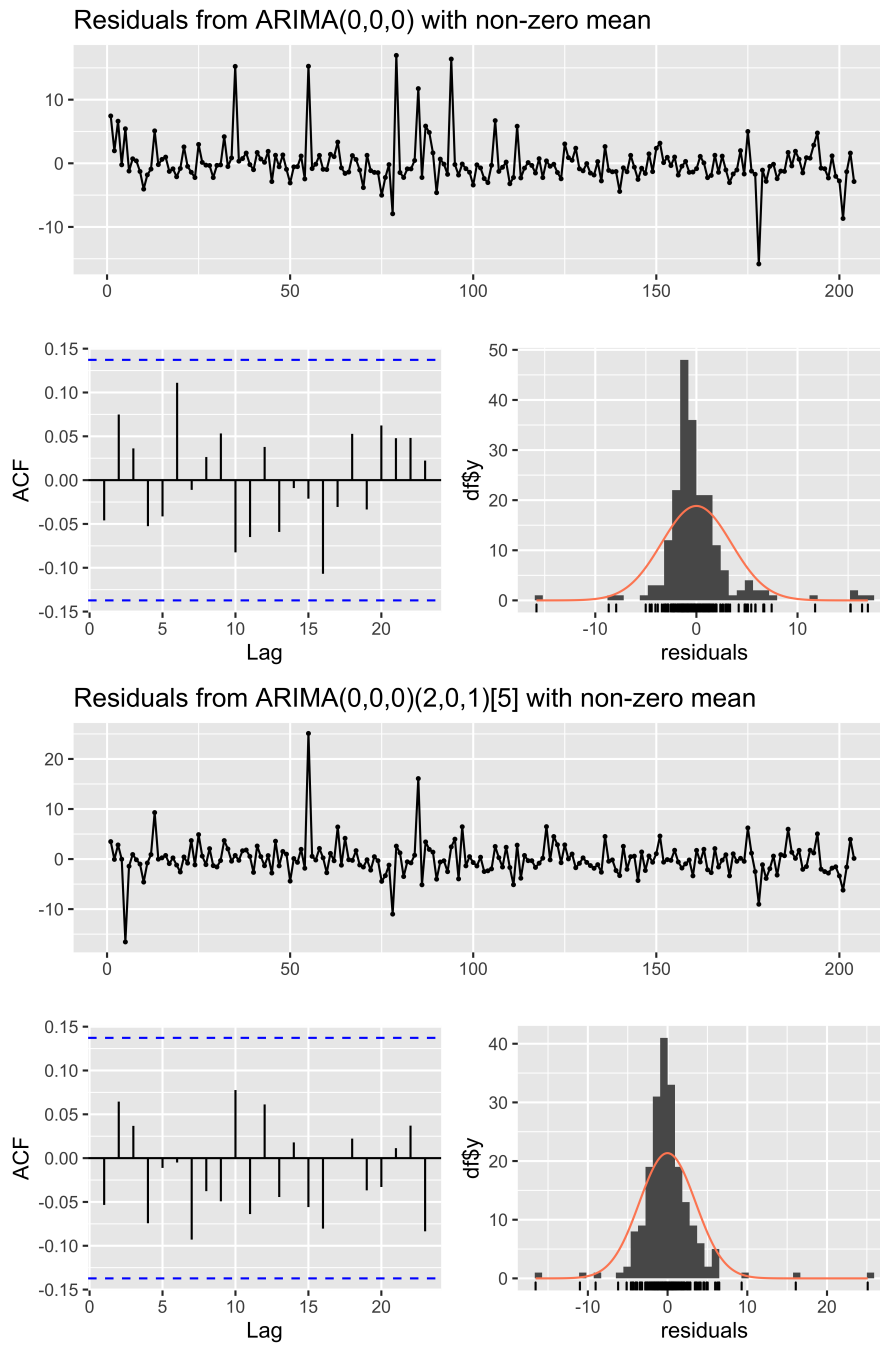 Residuals from ARIMA(0,0,0) with non-zero mean
10
0
-10
0 50 100 150 200
0.15
0.10
0.05
0.00
-0.05
-0.10
-0.15
ACF
0 5 10 15 20
Lag
50
40
30
20
10
0
df$y
-10 0 10
residuals
Residuals from ARIMA(0,0,0)(2,0,1)[5] with non-zero mean
20
10
0
-10
0 50 100 150 200
0.15
0.10
0.05
0.00
-0.05
-0.10
-0.15
ACF
0 5 10 15 20
Lag
40
30
20
10
0
df$y
-10 0 10 20
residuals